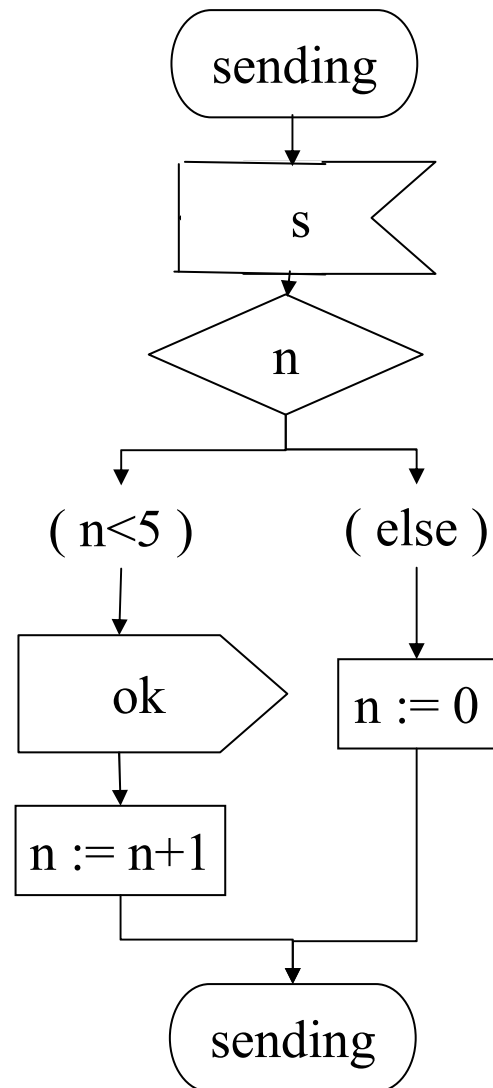 sending
s
n
( n<5 )
( else )
ok
n := 0
n := n+1
sending